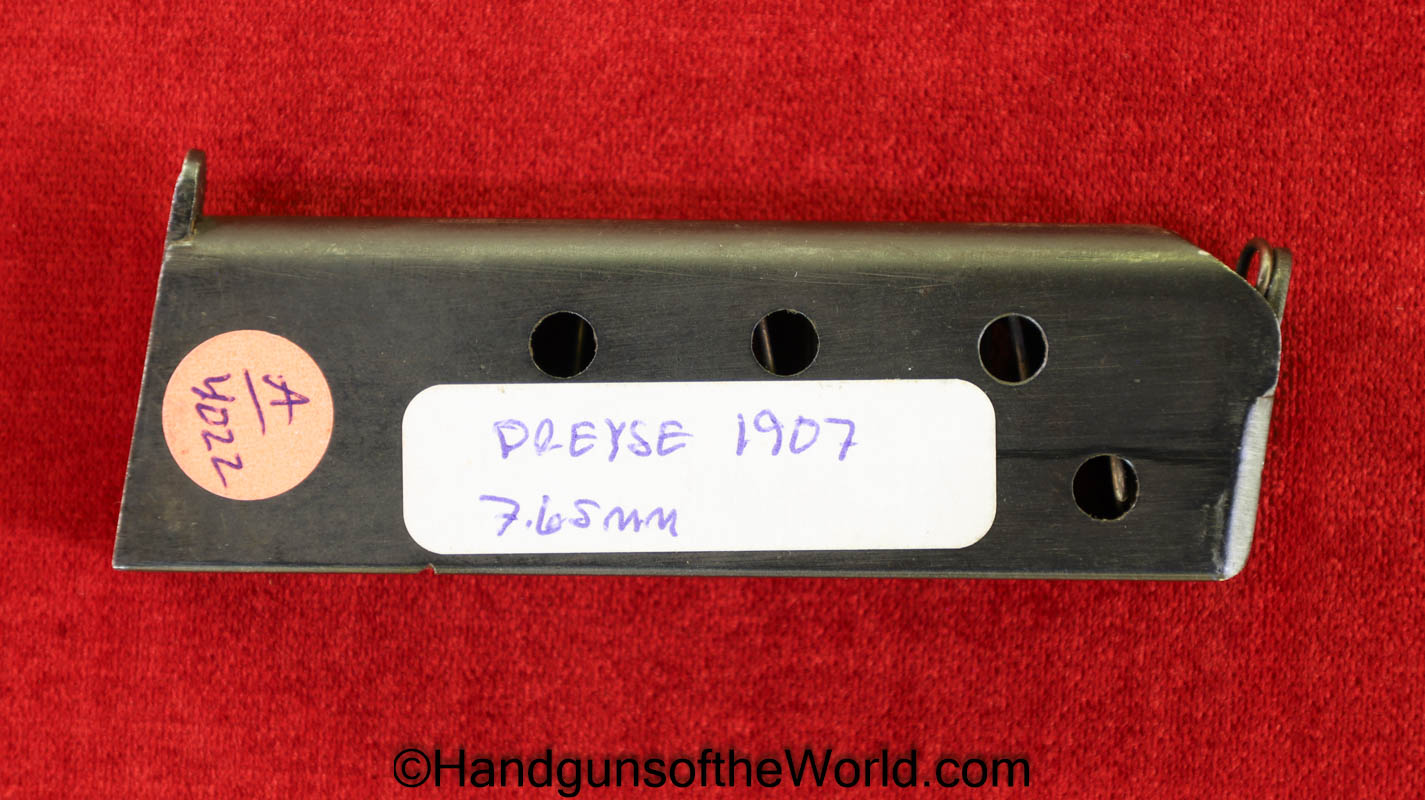 A
4022
DREYSE 1907
7.65mm
©HandgunsoftheWorld.com